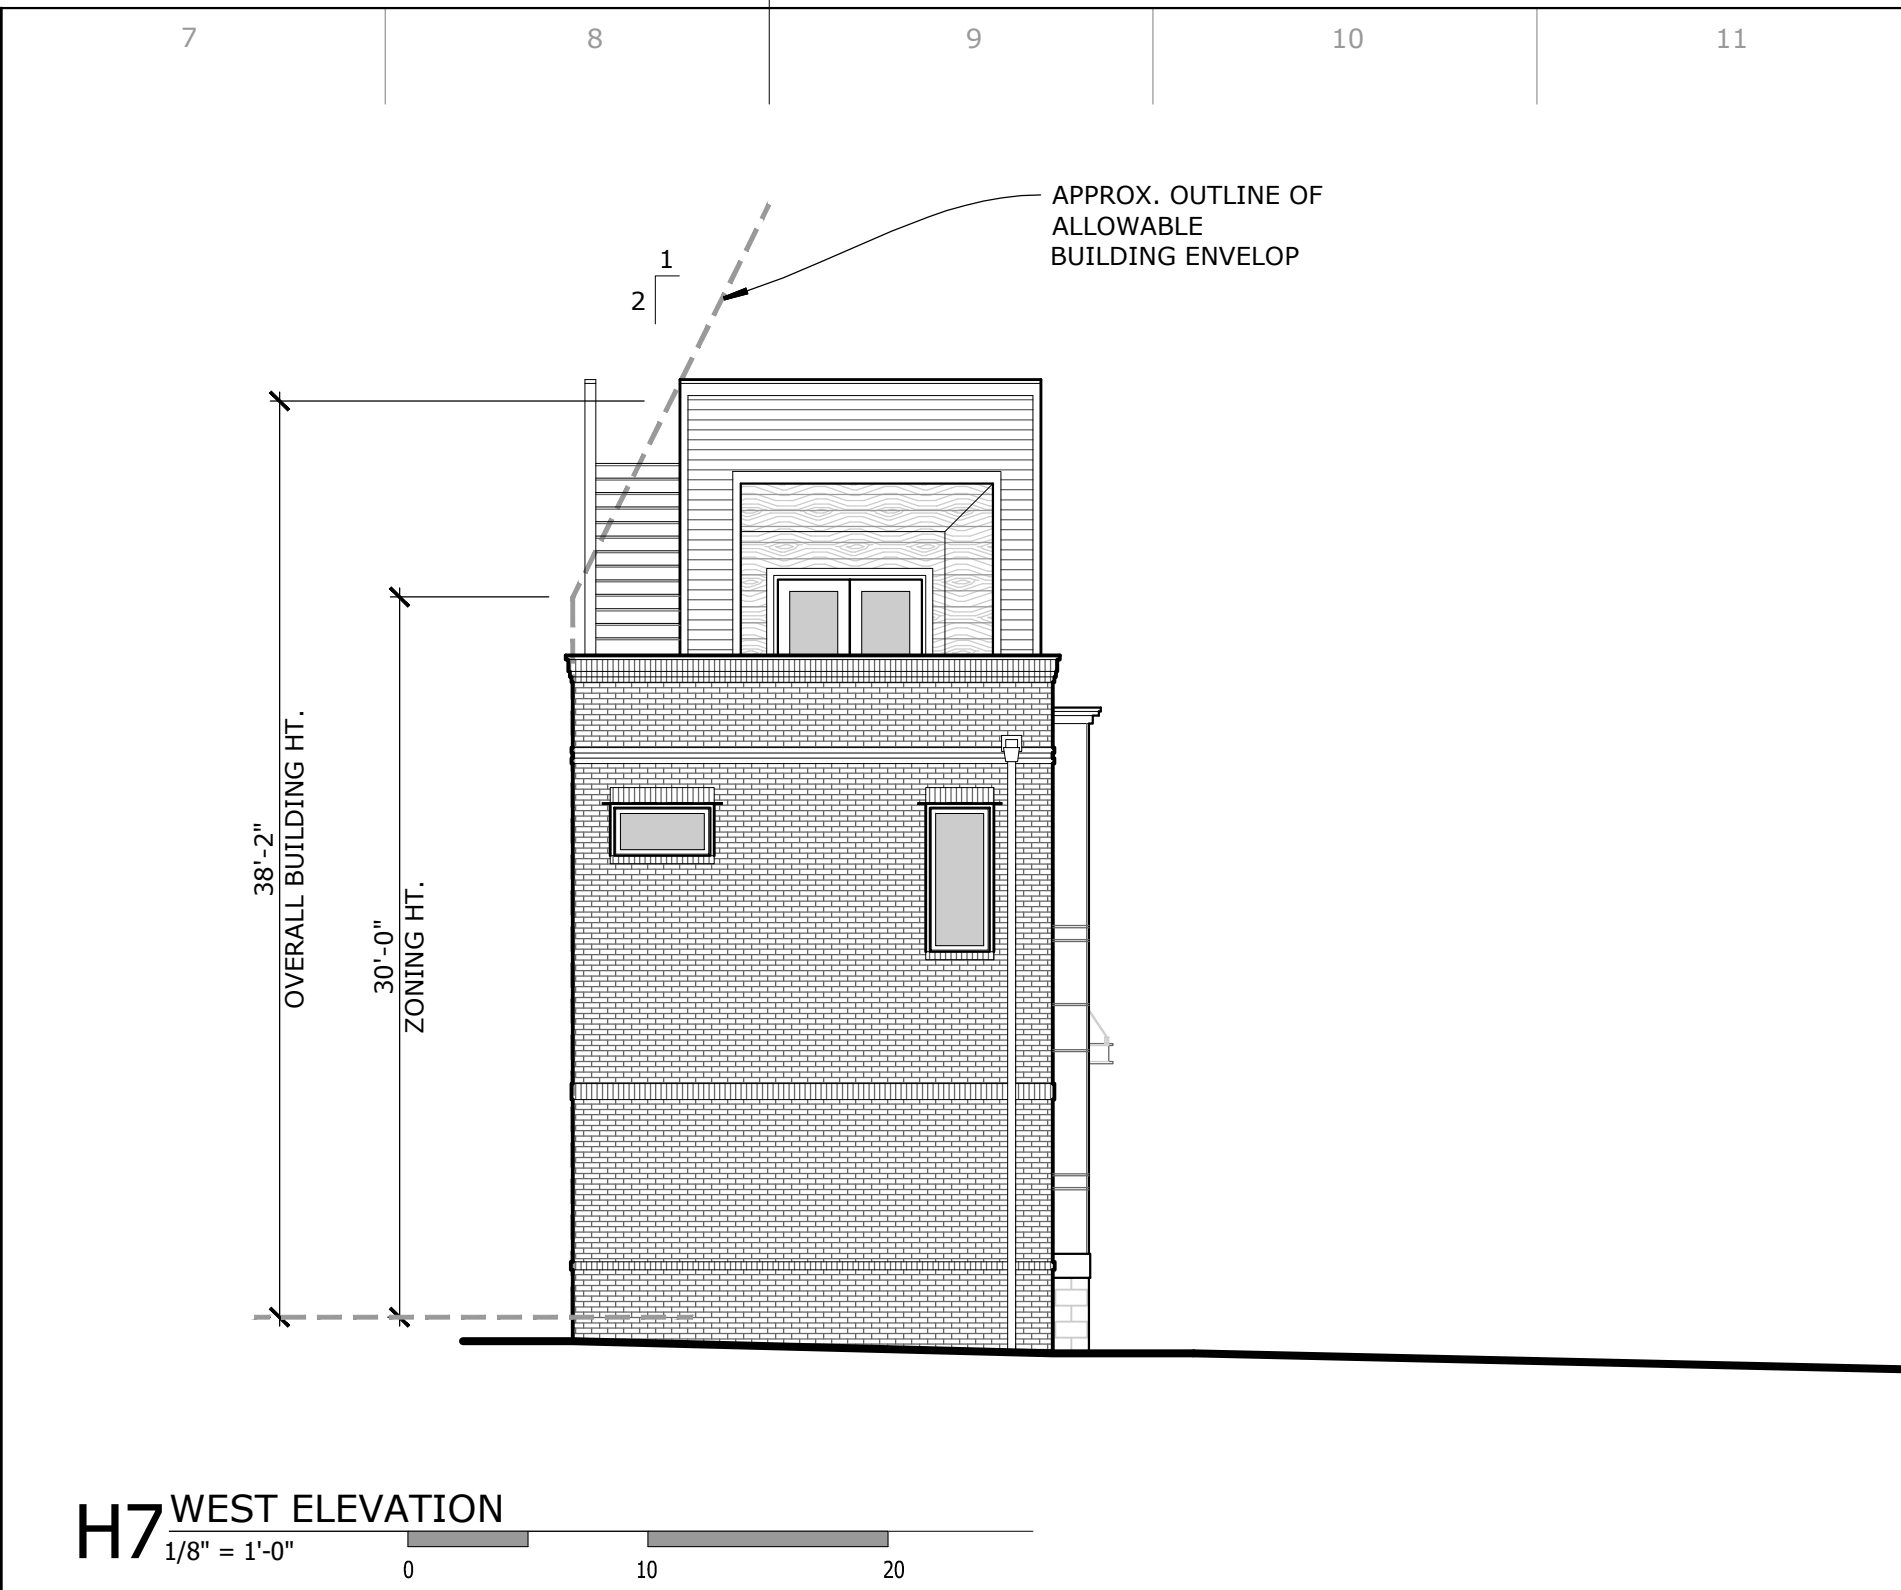 7
8
9
10
11
APPROX. OUTLINE OF
ALLOWABLE
BUILDING ENVELOP
1
2
38'-2"
OVERALL BUILDING HT.
30'-0"
ZONING HT.
H7
WEST ELEVATION
1/8" = 1'-0"
0
10
20